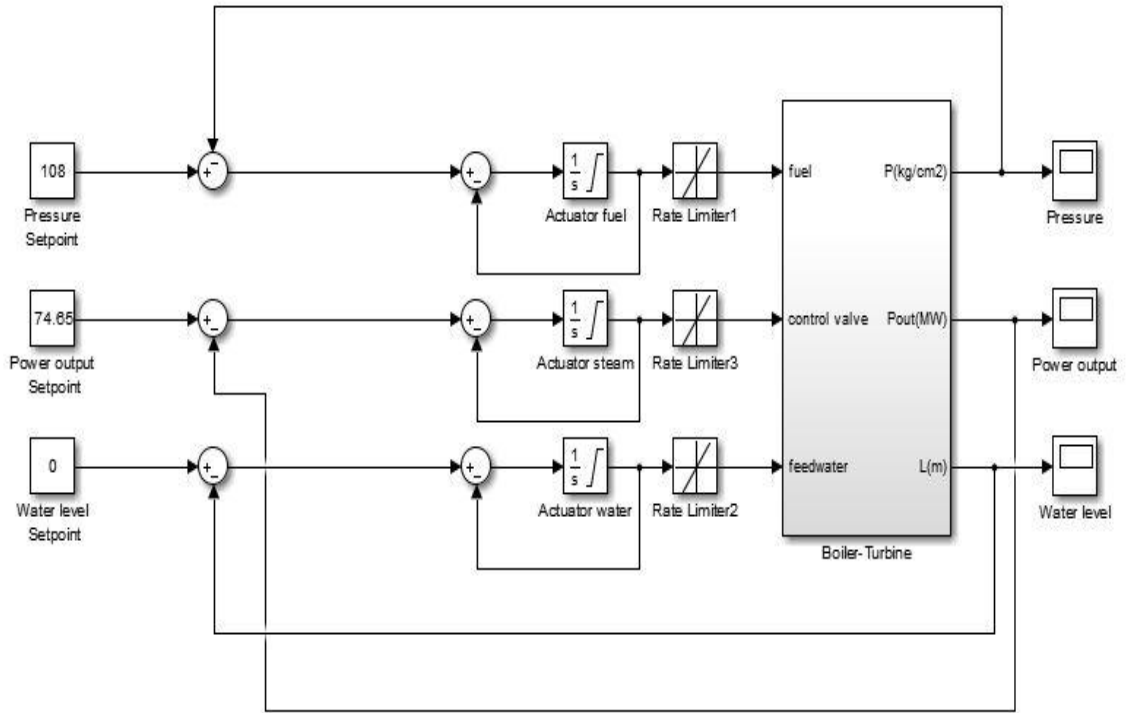 108
Pressure
Setpoint
+
−
+
−
1
s
Actuator fuel
Rate Limiter1
fuel
P(kg/cm2)
Pressure
74.65
Power output
Setpoint
+
−
+
−
1
s
Actuator steam
Rate Limiter3
control valve
Pout(MW)
Power output
0
Water level
Setpoint
+
−
+
−
1
s
Actuator water
Rate Limiter2
feedwater
L(m)
Water level
Boiler-Turbine